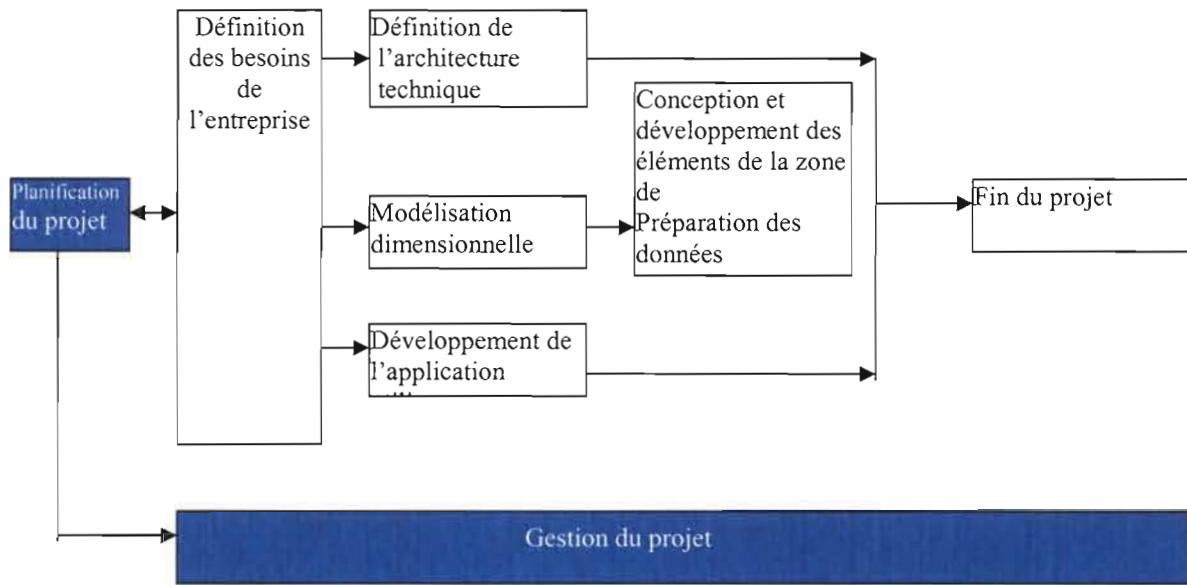 Définition
des besoins
de
l'entreprise
Définition de
l'architecture
technique
Conception et
développement des
éléments de la zone
de
Préparation des
données
Planification
du projet
Modélisation
dimensionnelle
Fin du projet
Développement de
l'application
Gestion du projet